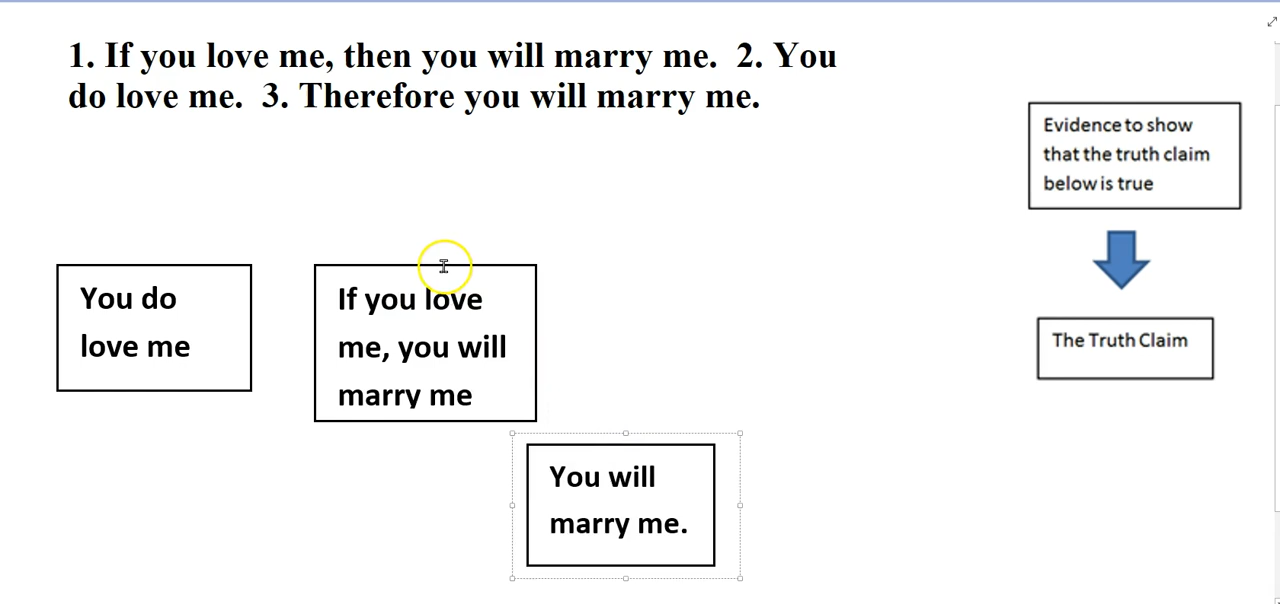 1. If you love me, then you will marry me.  2. You
do love me.  3. Therefore you will marry me.
Evidence to show
that the truth claim
below is true
The Truth Claim
You do
love me
If you love
me, you will
marry me
You will
marry me.